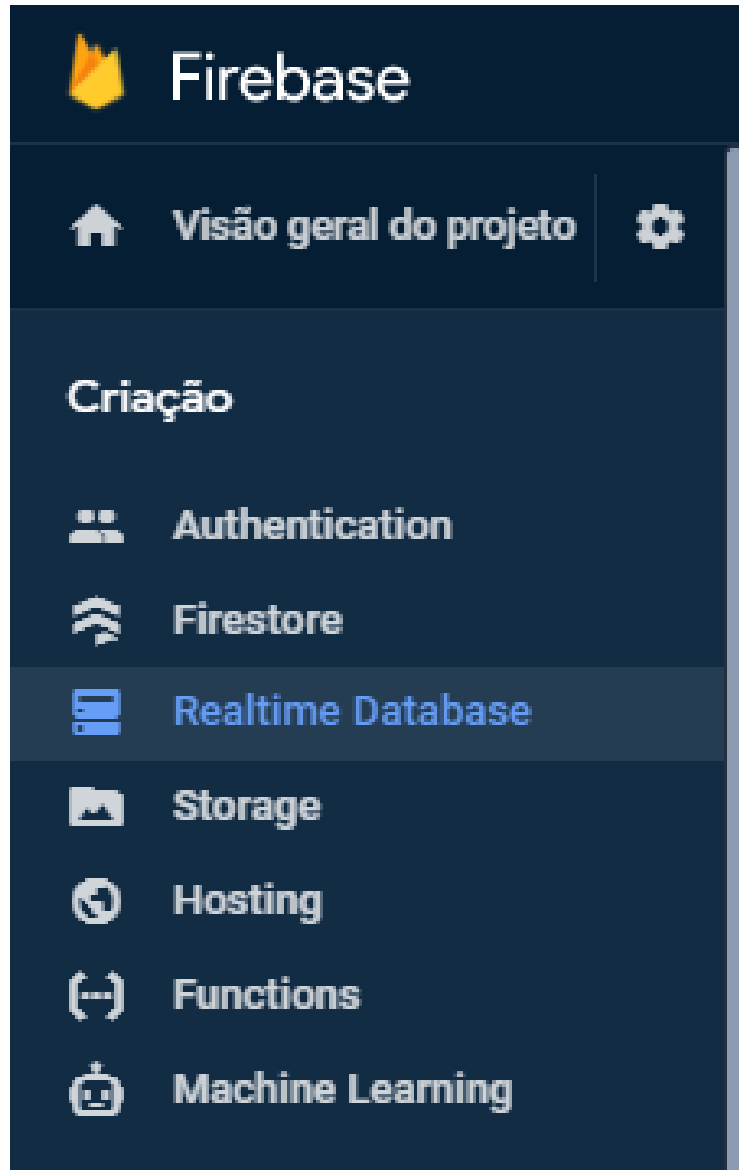 Firebase
Visão geral do projeto
Criação
Authentication
Firestore
Realtime Database
Storage
Hosting
Functions
Machine Learning